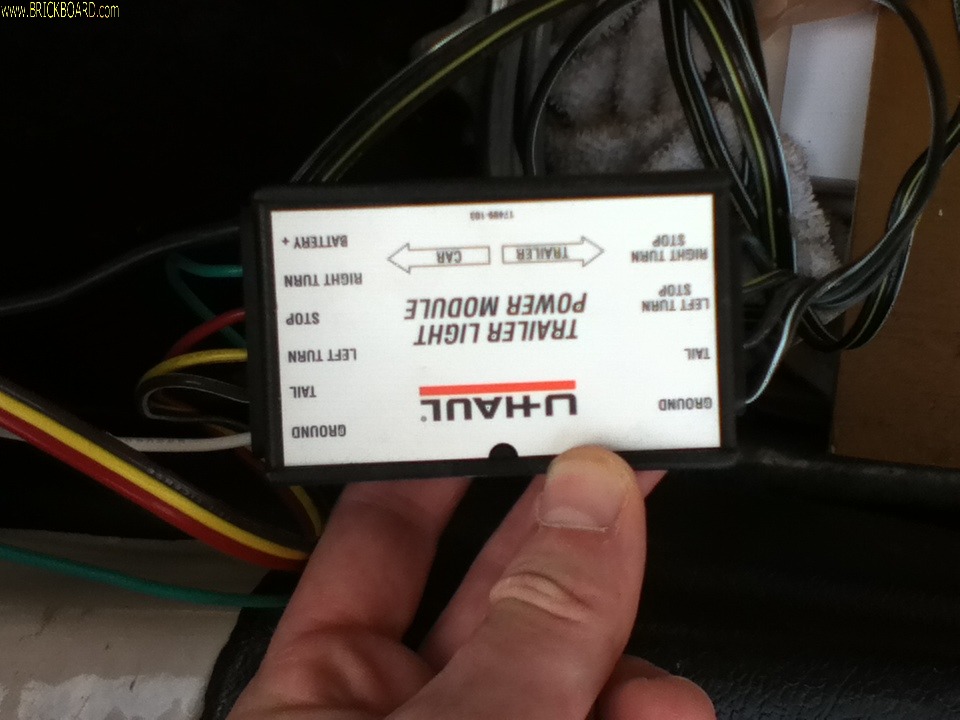 www.BRICKBOARD.com
U-HAUL®
TRAILER LIGHT
POWER MODULE
TRAILER
CAR
17499-103
GROUND
TAIL
LEFT TURN
STOP
RIGHT TURN
STOP
GROUND
TAIL
LEFT TURN
STOP
RIGHT TURN
BATTERY +